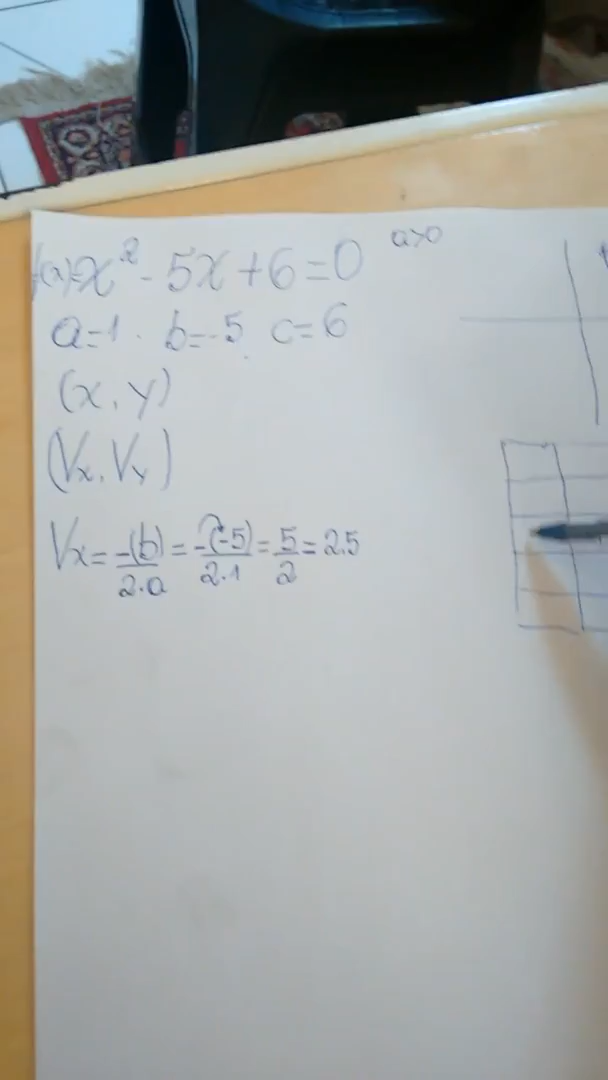 f(x)=x² - 5x + 6 = 0 a>0
a=1 . b=-5 c=6
(x, y)
(Vx, Vy)
Vx = -(b)/2·a = -(-5)/2·1 = 5/2 = 2.5